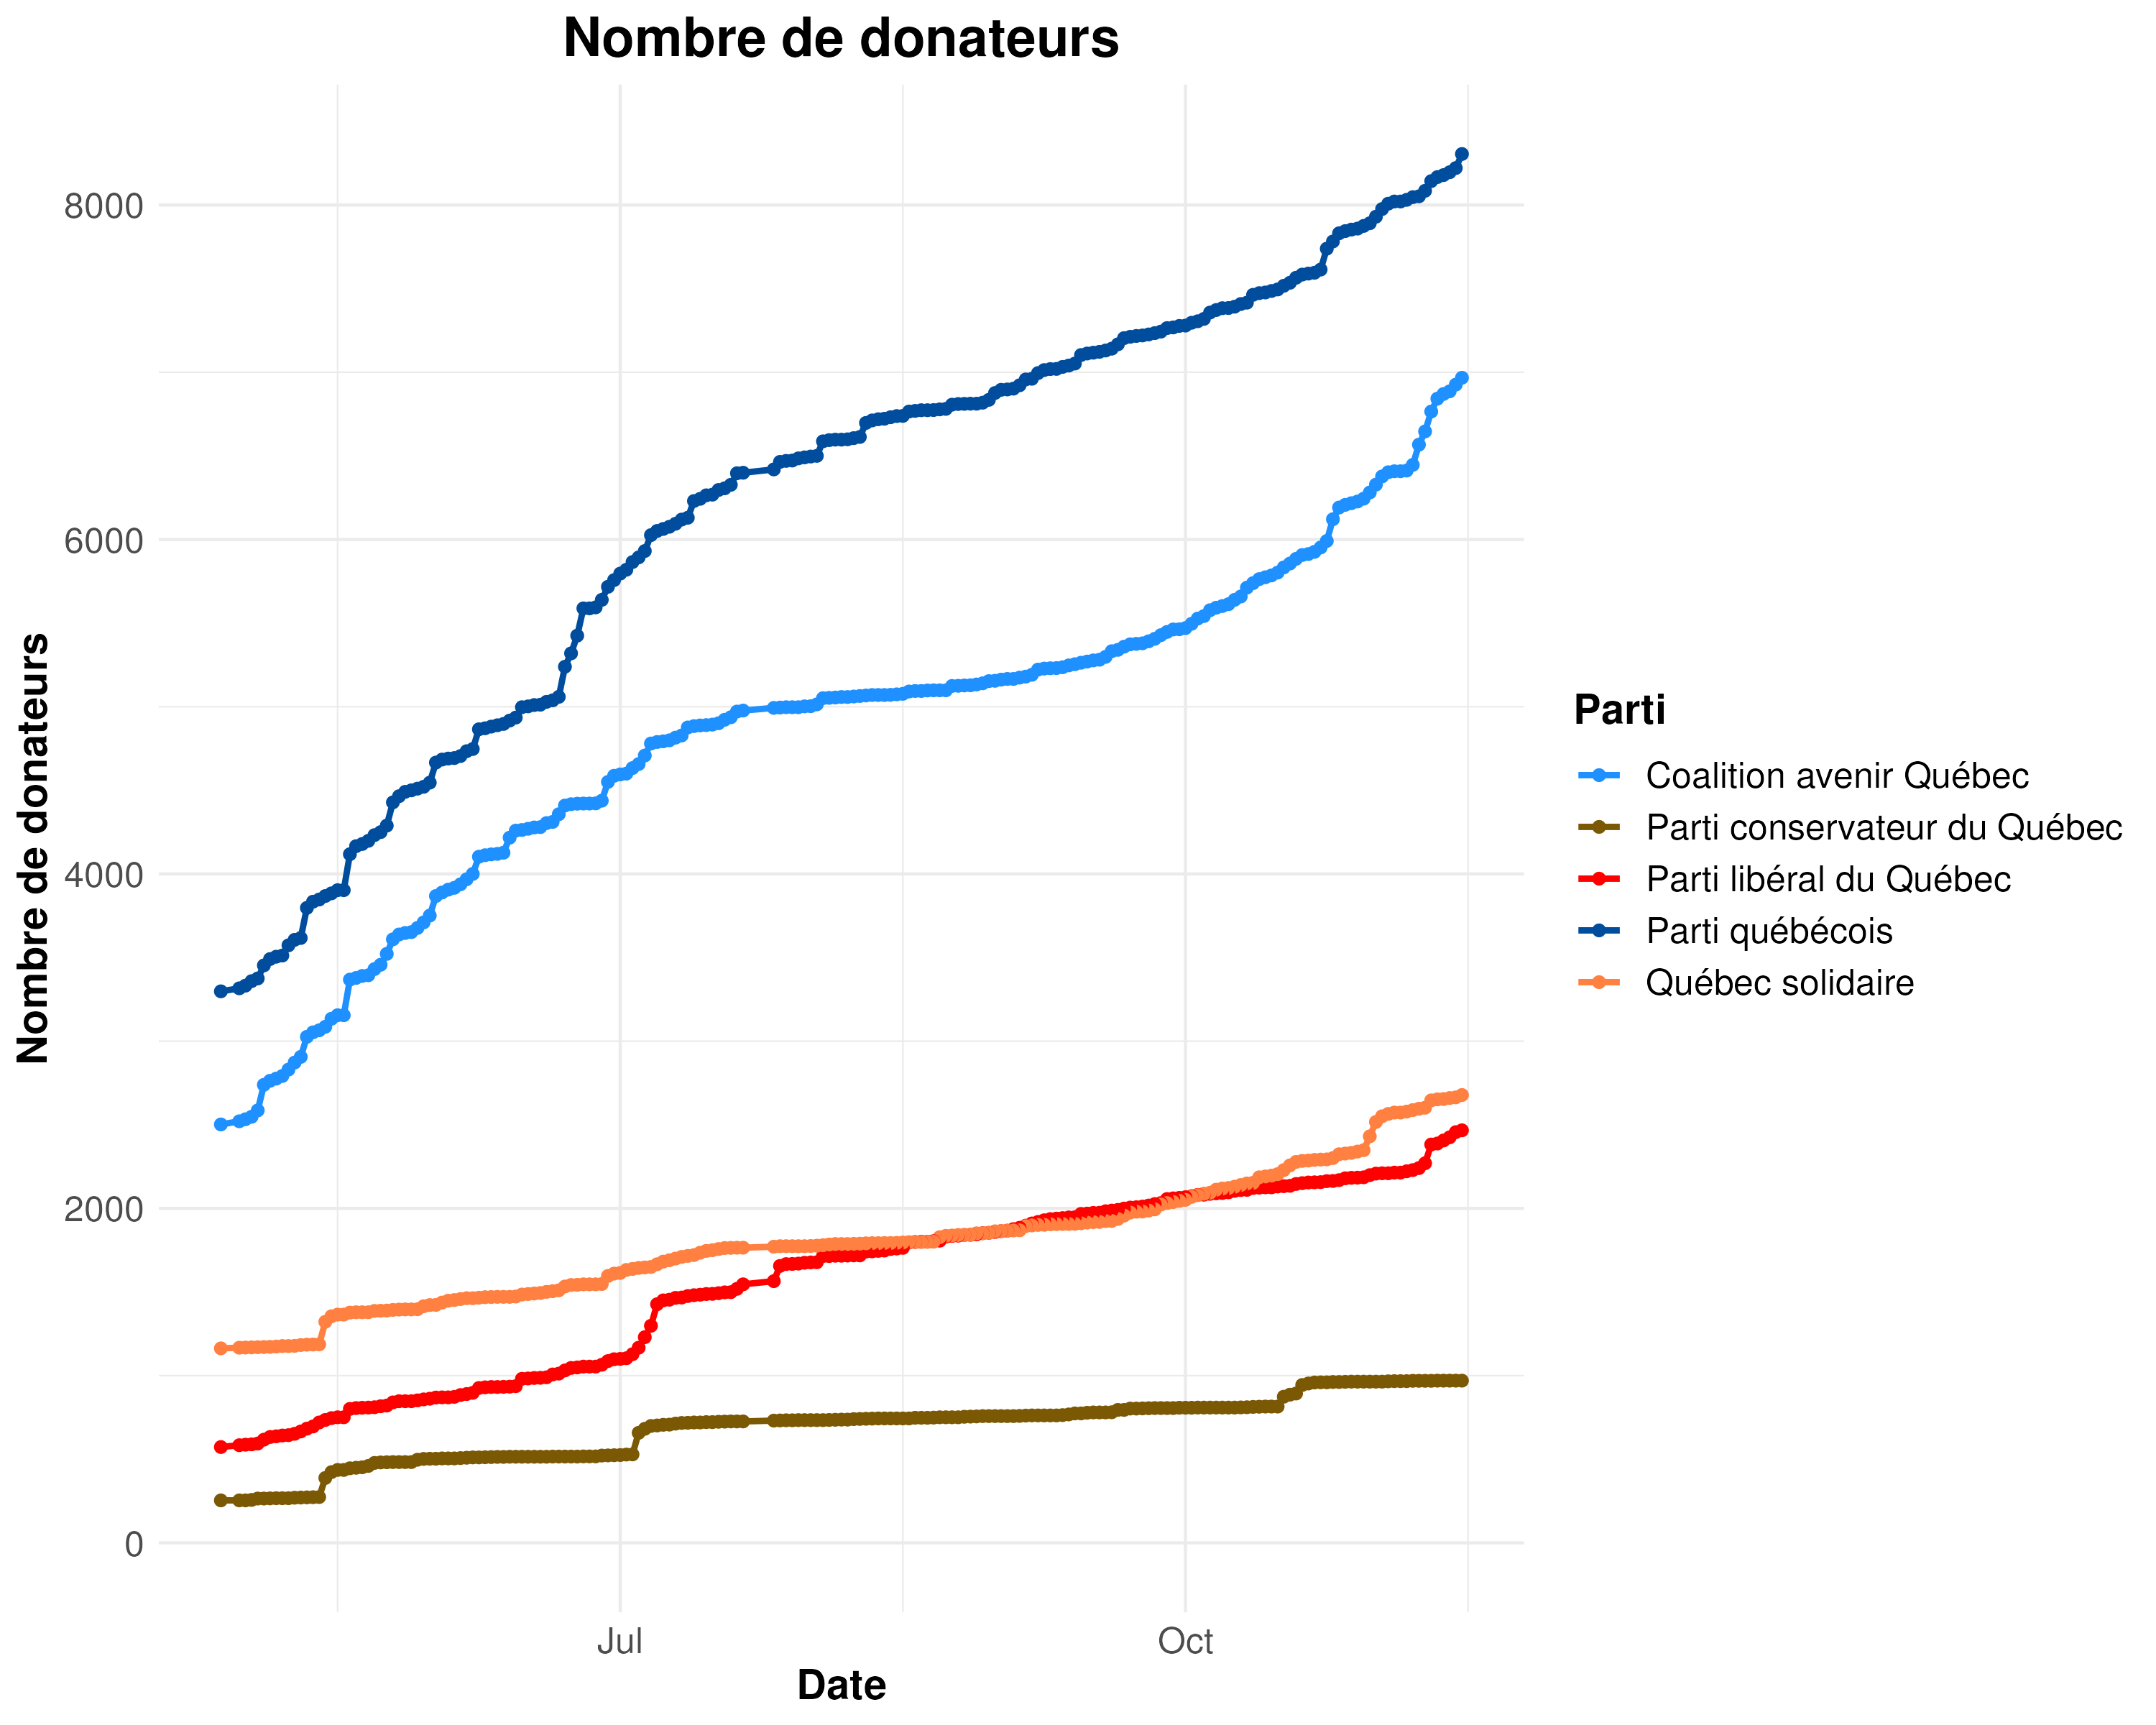 Nombre de donateurs
Nombre de donateurs
8000
6000
4000
2000
0
Jul
Oct
Date
Parti
Coalition avenir Québec
Parti conservateur du Québec
Parti libéral du Québec
Parti québécois
Québec solidaire